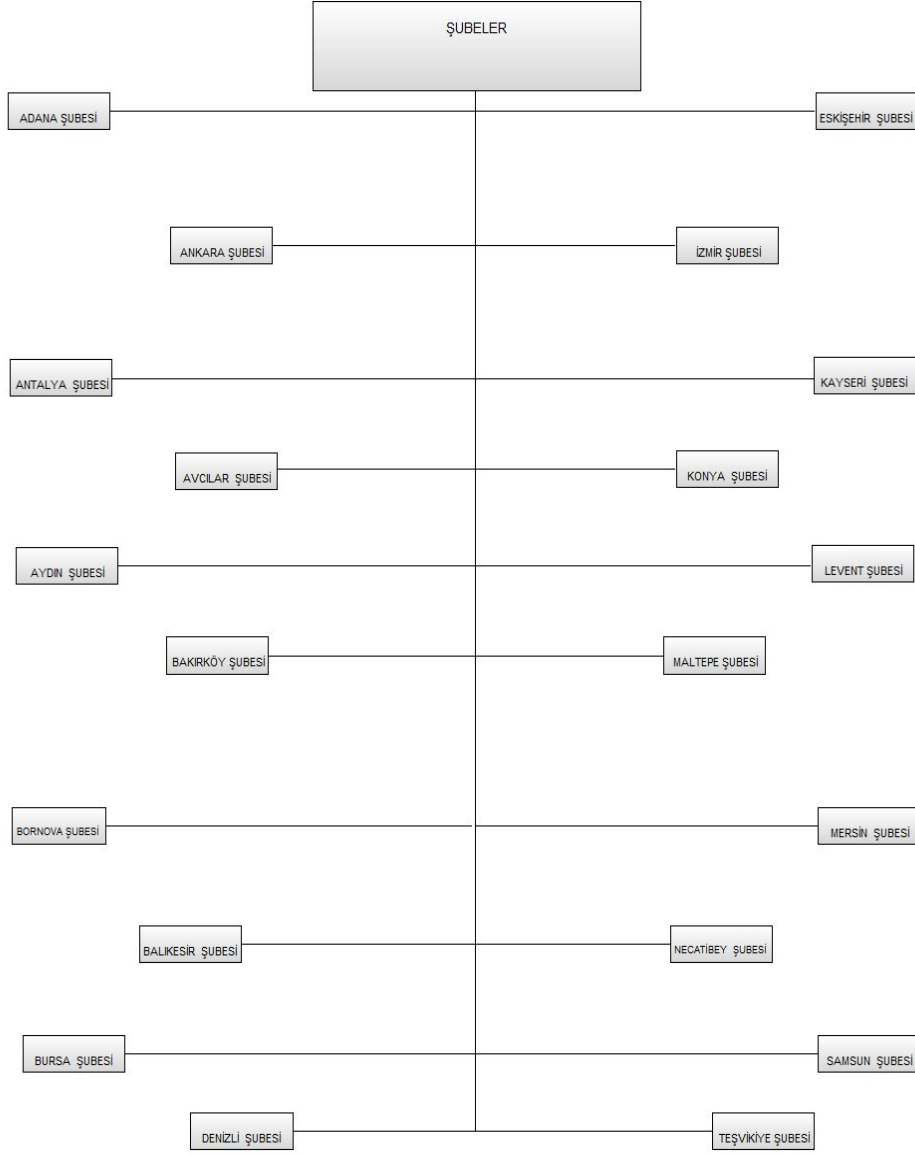 ŞUBELER
ADANA ŞUBESİ
ESKİŞEHİR ŞUBESİ
ANKARA ŞUBESİ
İZMİR ŞUBESİ
ANTALYA ŞUBESİ
KAYSERİ ŞUBESİ
AVCILAR ŞUBESİ
KONYA ŞUBESİ
AYDIN ŞUBESİ
LEVENT ŞUBESİ
BAKIRKÖY ŞUBESİ
MALTEPE ŞUBESİ
BORNOVA ŞUBESİ
MERSİN ŞUBESİ
BALIKESİR ŞUBESİ
NECATİBEY ŞUBESİ
BURSA ŞUBESİ
SAMSUN ŞUBESİ
DENİZLİ ŞUBESİ
TEŞVİKİYE ŞUBESİ